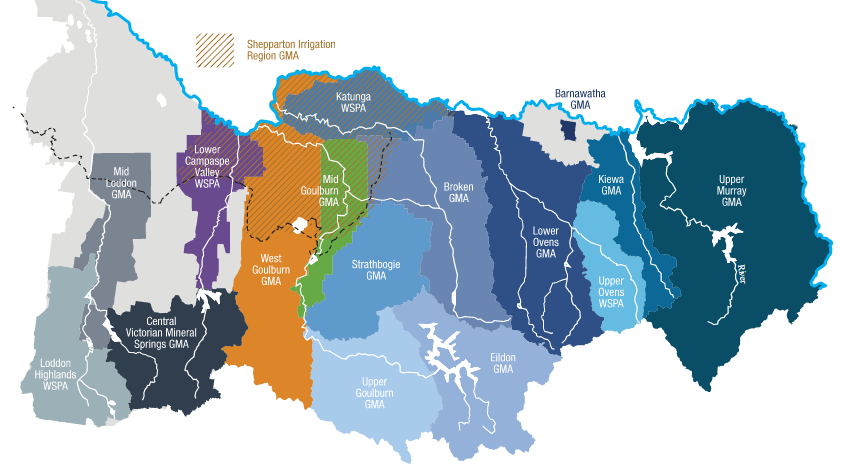 Shepparton Irrigation
Region GMA
Katunga
WSPA
Barnawatha
GMA
Lower
Campaspe
Valley
WSPA
Mid
Loddon
GMA
Mid
Goulburn
GMA
Broken
GMA
Kiewa
GMA
Upper
Murray
GMA
Lower
Ovens
GMA
West
Goulburn
GMA
Strathbogie
GMA
River
Upper
Ovens
WSPA
Central
Victorian Mineral
Springs GMA
Loddon
Highlands
WSPA
Eildon
GMA
Upper
Goulburn
GMA